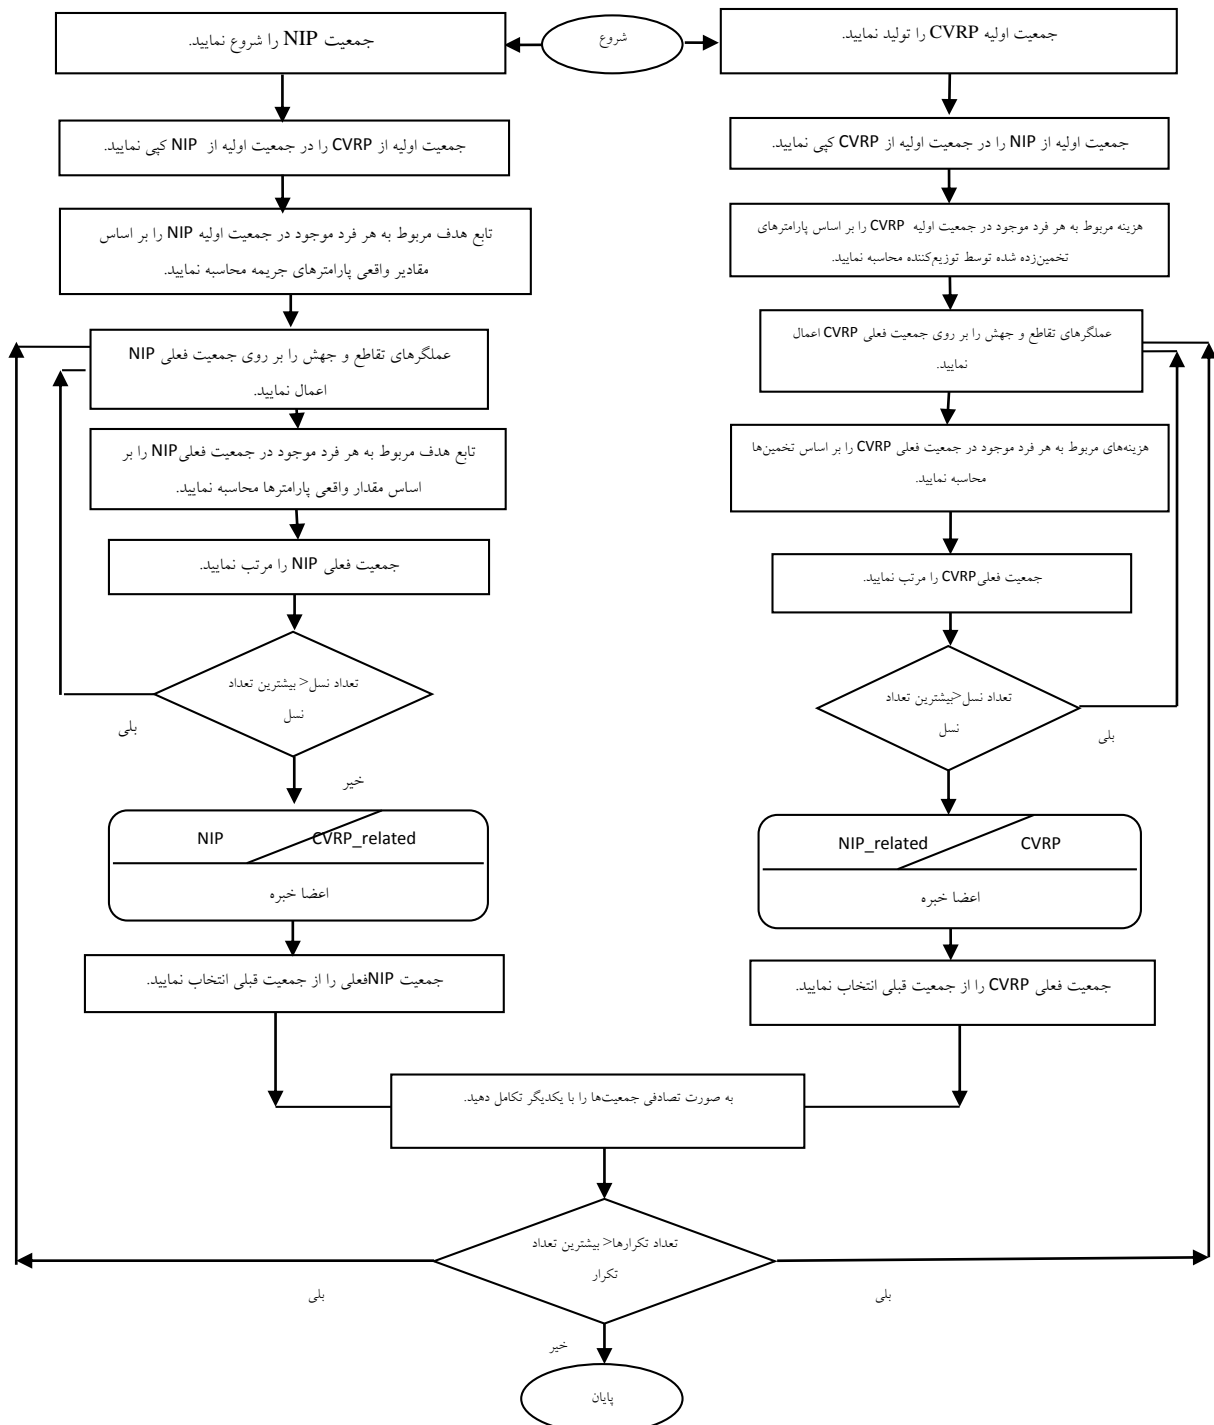 شروع
جمعیت اولیه CVRP را تولید نمایید.
جمعیت اولیه از NIP را در جمعیت اولیه از CVRP کپی نمایید.
هزینه مربوط به هر فرد موجود در جمعیت اولیه CVRP را بر اساس پارامترهای
تخمین‌زده شده توسط توزیع‌کننده محاسبه نمایید.
عملگرهای تقاطع و جهش را بر روی جمعیت فعلی CVRP اعمال
نمایید.
هزینه‌های مربوط به هر فرد موجود در جمعیت فعلی CVRP را بر اساس تخمین‌ها
محاسبه نمایید.
جمعیت فعلیCVRP را مرتب نمایید.
تعداد نسل<بیشترین تعداد
نسل
بلی
NIP_related
CVRP
اعضا خبره
جمعیت فعلی CVRP را از جمعیت قبلی انتخاب نمایید.
جمعیت NIP را شروع نمایید.
جمعیت اولیه از CVRP را در جمعیت اولیه از NIP کپی نمایید.
تابع هدف مربوط به هر فرد موجود در جمعیت اولیه NIP را بر اساس
مقادیر واقعی پارامترهای جریمه محاسبه نمایید.
عملگرهای تقاطع و جهش را بر روی جمعیت فعلی NIP
اعمال نمایید.
تابع هدف مربوط به هر فرد موجود در جمعیت فعلیNIP را بر
اساس مقدار واقعی پارامترها محاسبه نمایید.
جمعیت فعلی NIP را مرتب نمایید.
تعداد نسل< بیشترین تعداد
نسل
بلی
خیر
NIP
CVRP_related
اعضا خبره
جمعیت NIPفعلی را از جمعیت قبلی انتخاب نمایید.
به صورت تصادفی جمعیت‌ها را با یکدیگر تکامل دهید.
تعداد تکرارها< بیشترین تعداد
تکرار
بلی
بلی
خیر
پایان